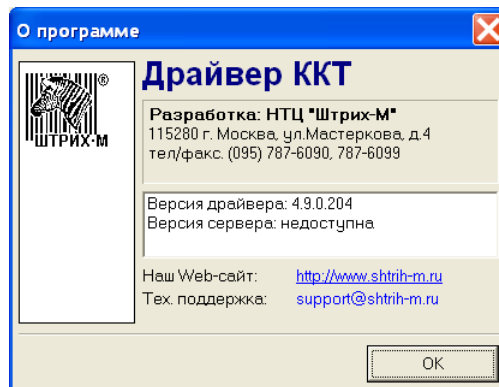 О программе
Драйвер ККТ
®
ШТРИХ-М
Разработка: НТЦ "Штрих-М"
115280 г. Москва, ул.Мастеркова, д.4
тел/факс. (095) 787-6090, 787-6099
Версия драйвера: 4.9.0.204
Версия сервера: недоступна
Наш Web-сайт: http://www.shtrih-m.ru
Тех. поддержка: support@shtrih-m.ru
OK